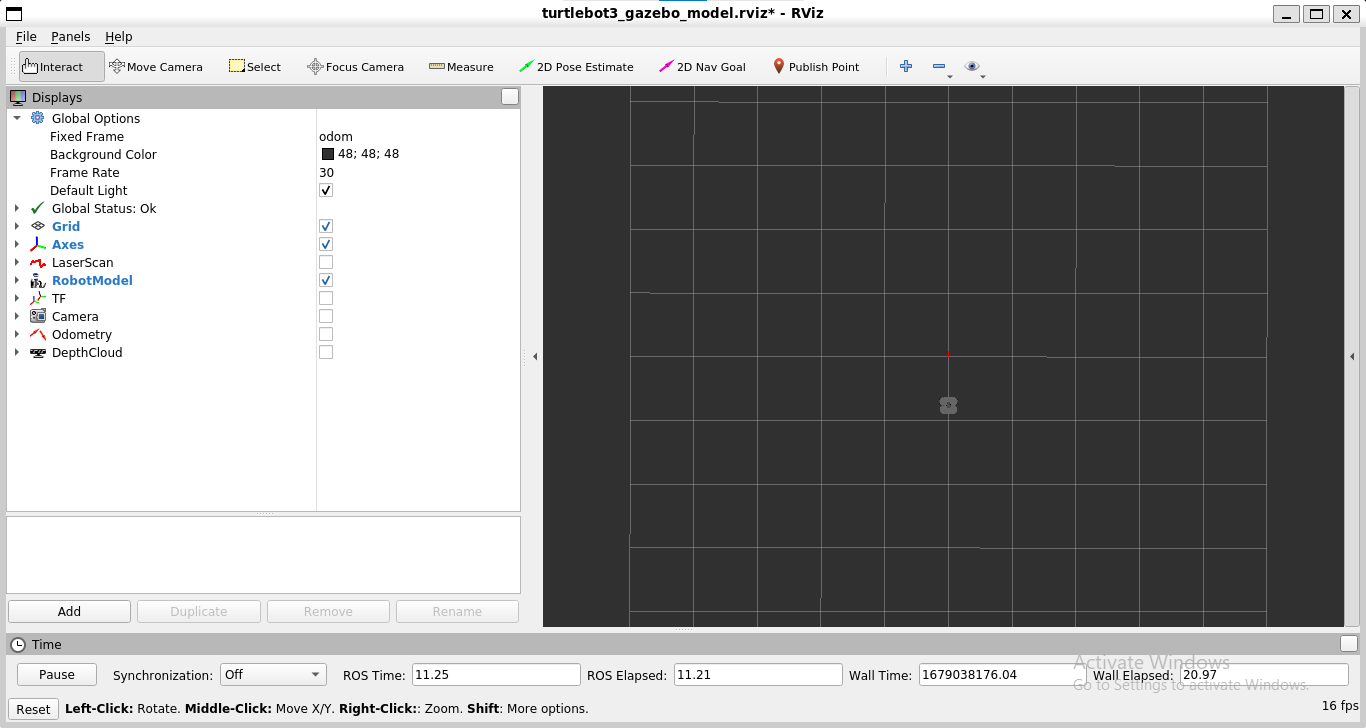 turtlebot3_gazebo_model.rviz* - RViz
File Panels Help
Interact Move Camera Select Focus Camera Measure 2D Pose Estimate 2D Nav Goal Publish Point
Displays
Global Options
Fixed Frame odom
Background Color 48; 48; 48
Frame Rate 30
Default Light
Global Status: Ok
Grid
Axes
LaserScan
RobotModel
TF
Camera
Odometry
DepthCloud
Add Duplicate Remove Rename
Time
Pause Synchronization: Off ROS Time: 11.25 ROS Elapsed: 11.21 Wall Time: 1679038176.04 Wall Elapsed: 20.97
Activate Windows
Go to Settings to activate Windows.
Reset Left-Click: Rotate. Middle-Click: Move X/Y. Right-Click:: Zoom. Shift: More options. 16 fps